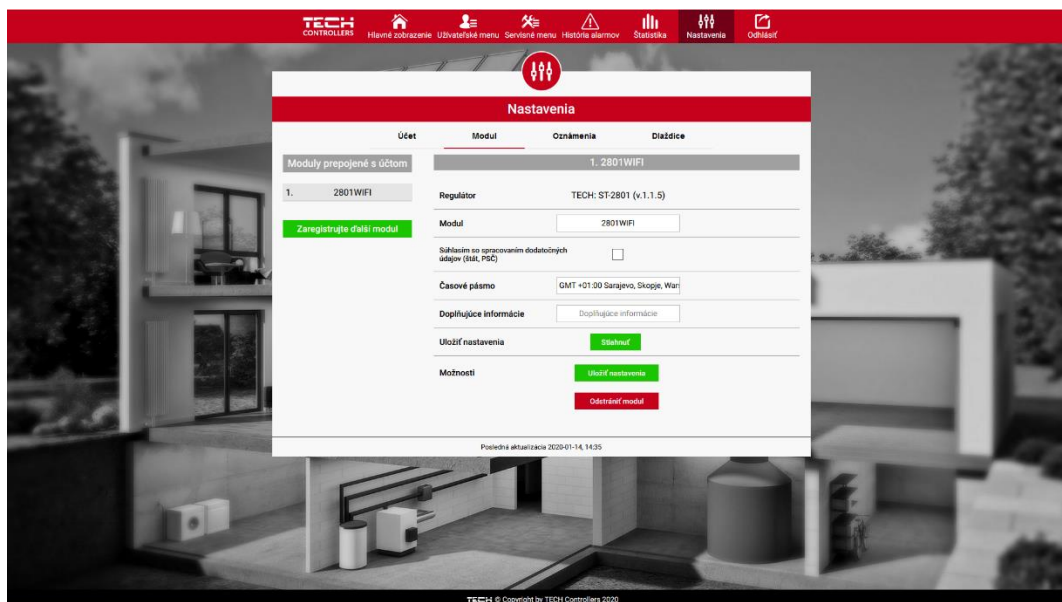 TECH
CONTROLLERS
Hlavné zobrazenie Užívateľské menu Servisné menu História alarmov Štatistika Nastavenia Odhlásiť
Nastavenia
Účet Modul Oznámenia Dlaždice
Moduly prepojené s účtom
1. 2801WIFI
1. 2801WIFI
Zaregistrujte ďalší modul
Regulátor TECH: ST-2801 (v.1.1.5)
Modul 2801WIFI
Súhlasím so spracovaním dodatočných
údajov (štát, PSČ)
Časové pásmo GMT +01:00 Sarajevo, Skopje, War
Doplňujúce informácie Doplňujúce informácie
Uložiť nastavenia Stiahnuť
Možnosti Uložiť nastavenia
Odstrániť modul
Posledná aktualizácia 2020-01-14, 14:35
TECH © Copyright by TECH Controllers 2020